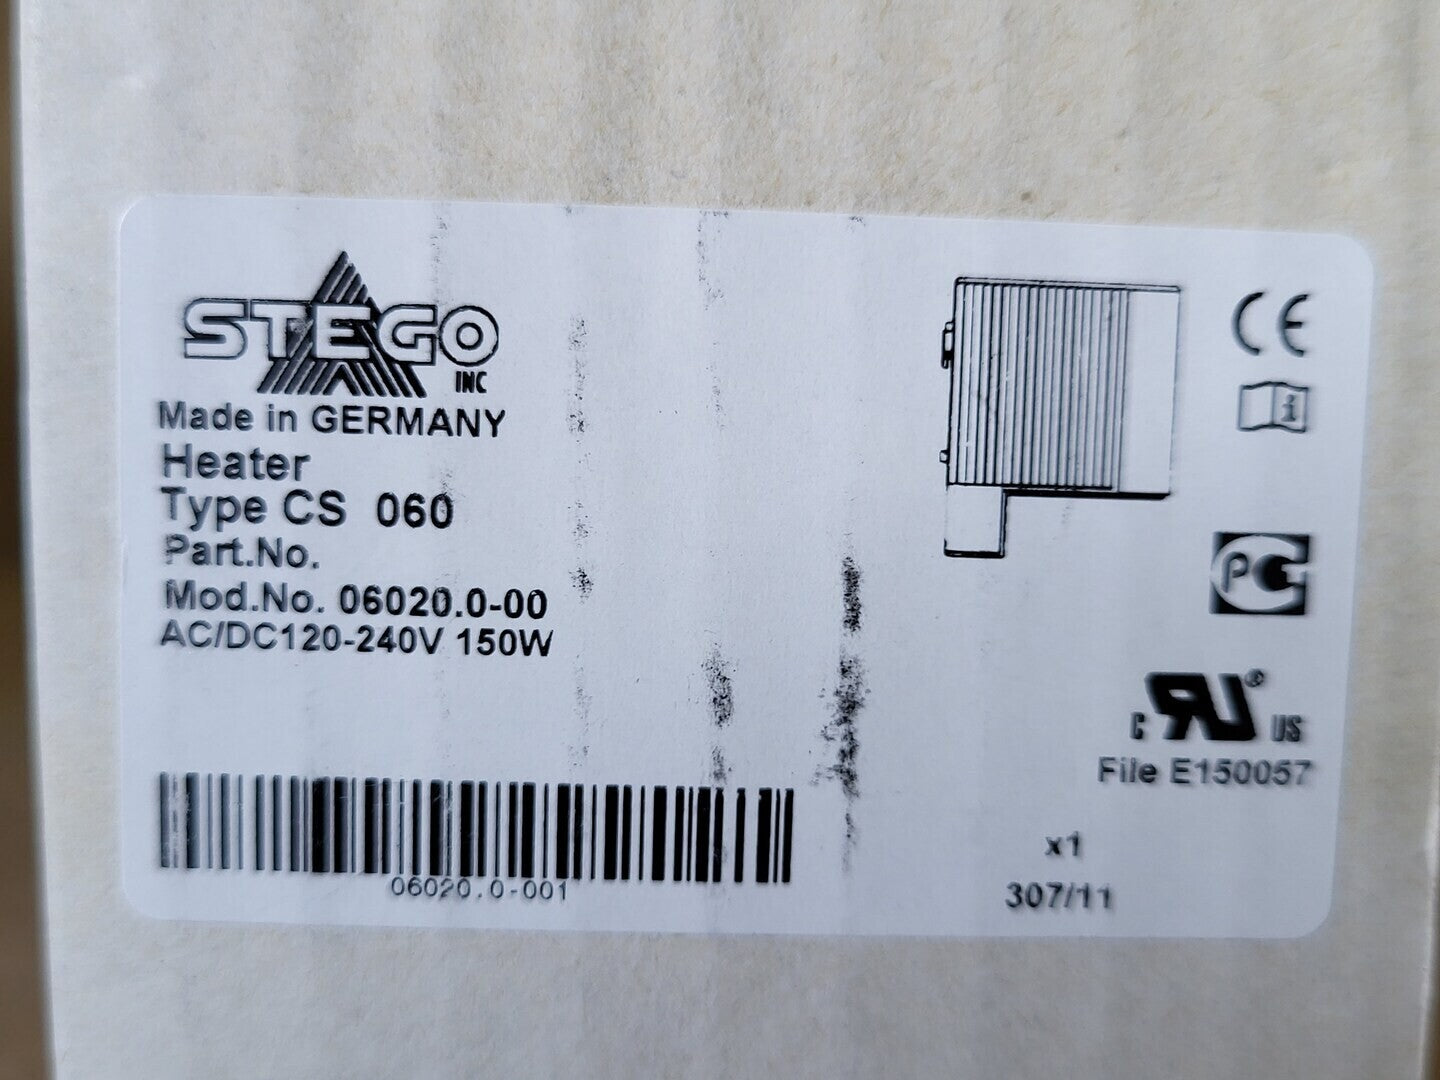 STEGO
INC
Made in GERMANY
Heater
Type CS 060
Part.No.
Mod.No. 06020.0-00
AC/DC120-240V 150W
06020.0-001
CE
i
PC
c RU ® US
File E150057
x1
307/11